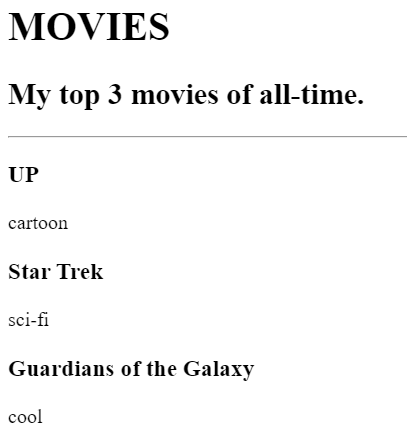 MOVIES
My top 3 movies of all-time.
UP
cartoon
Star Trek
sci-fi
Guardians of the Galaxy
cool